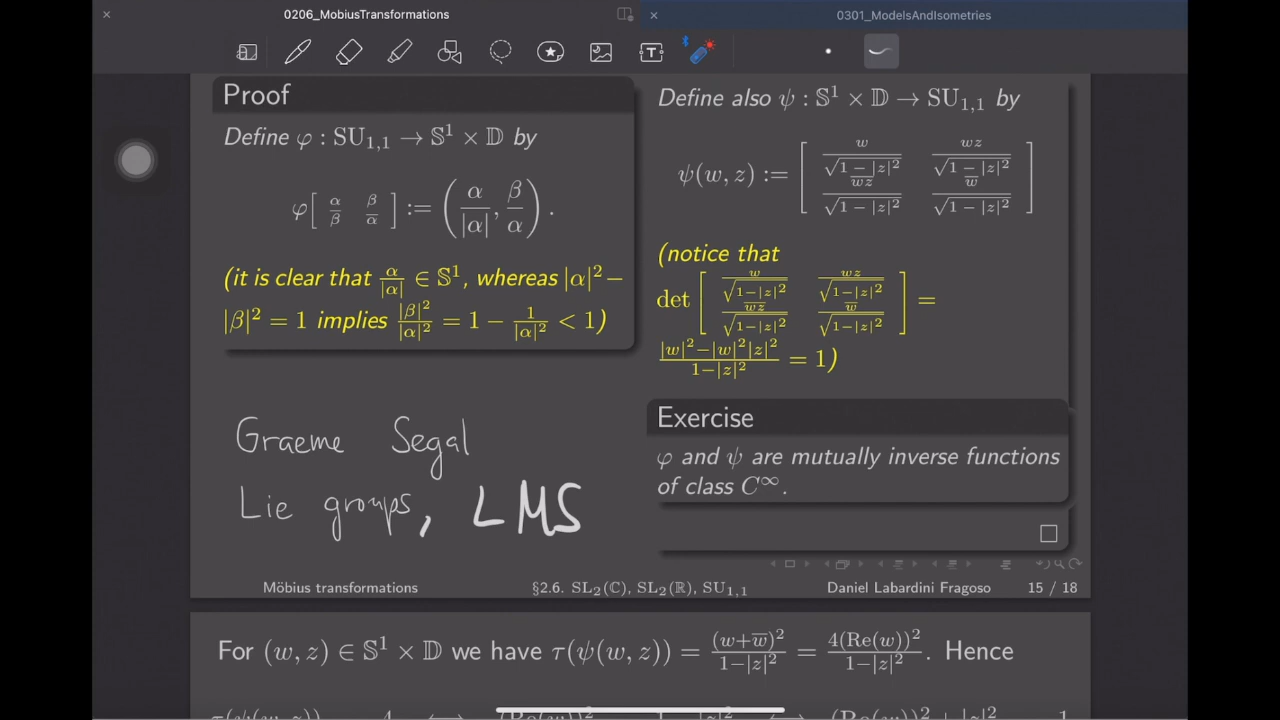 0206_MobiusTransformations
0301_ModelsAndIsometries
Proof
Define φ : SU₁,₁ → 𝕊¹ × 𝔻 by
φ[ α β β̅ α̅ ] := ( α/|α| , β/α ).
(it is clear that α/|α| ∈ 𝕊¹, whereas |α|² −
|β|² = 1 implies |β|²/|α|² = 1 − 1/|α|² < 1)
Graeme Segal
Lie groups, LMS
Define also ψ : 𝕊¹ × 𝔻 → SU₁,₁ by
ψ(w, z) := [ w/√(1 − |z|²) wz/√(1 − |z|²) w̅z̅/√(1 − |z|²) w̅/√(1 − |z|²) ]
(notice that
det [ w/√(1−|z|²) wz/√(1−|z|²) w̅z̅/√(1−|z|²) w̅/√(1−|z|²) ] =
(|w|²−|w|²|z|²)/(1−|z|²) = 1)
Exercise
φ and ψ are mutually inverse functions
of class C^∞.
Möbius transformations §2.6. SL₂(ℂ), SL₂(ℝ), SU₁,₁ Daniel Labardini Fragoso 15 / 18
For (w, z) ∈ 𝕊¹ × 𝔻 we have τ(ψ(w, z)) = (w+w̅)²/(1−|z|²) = 4(Re(w))²/(1−|z|²). Hence